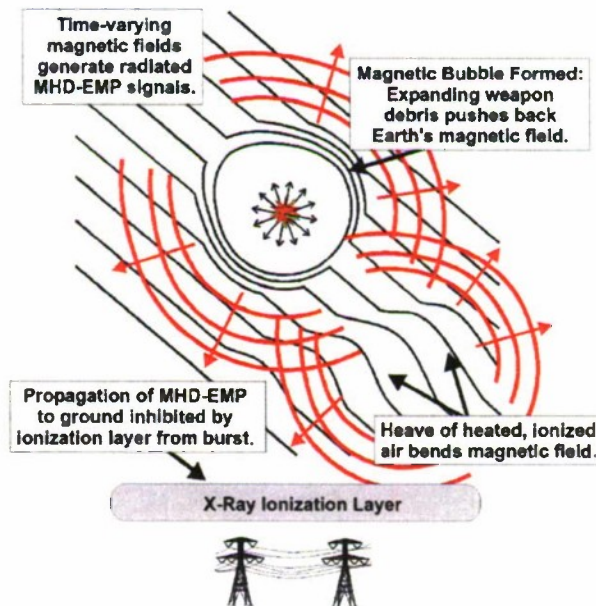 Time-varying
magnetic fields
generate radiated
MHD-EMP signals.
Magnetic Bubble Formed:
Expanding weapon
debris pushes back
Earth's magnetic field.
Propagation of MHD-EMP
to ground inhibited by
ionization layer from burst.
Heave of heated, ionized
air bends magnetic field.
X-Ray Ionization Layer